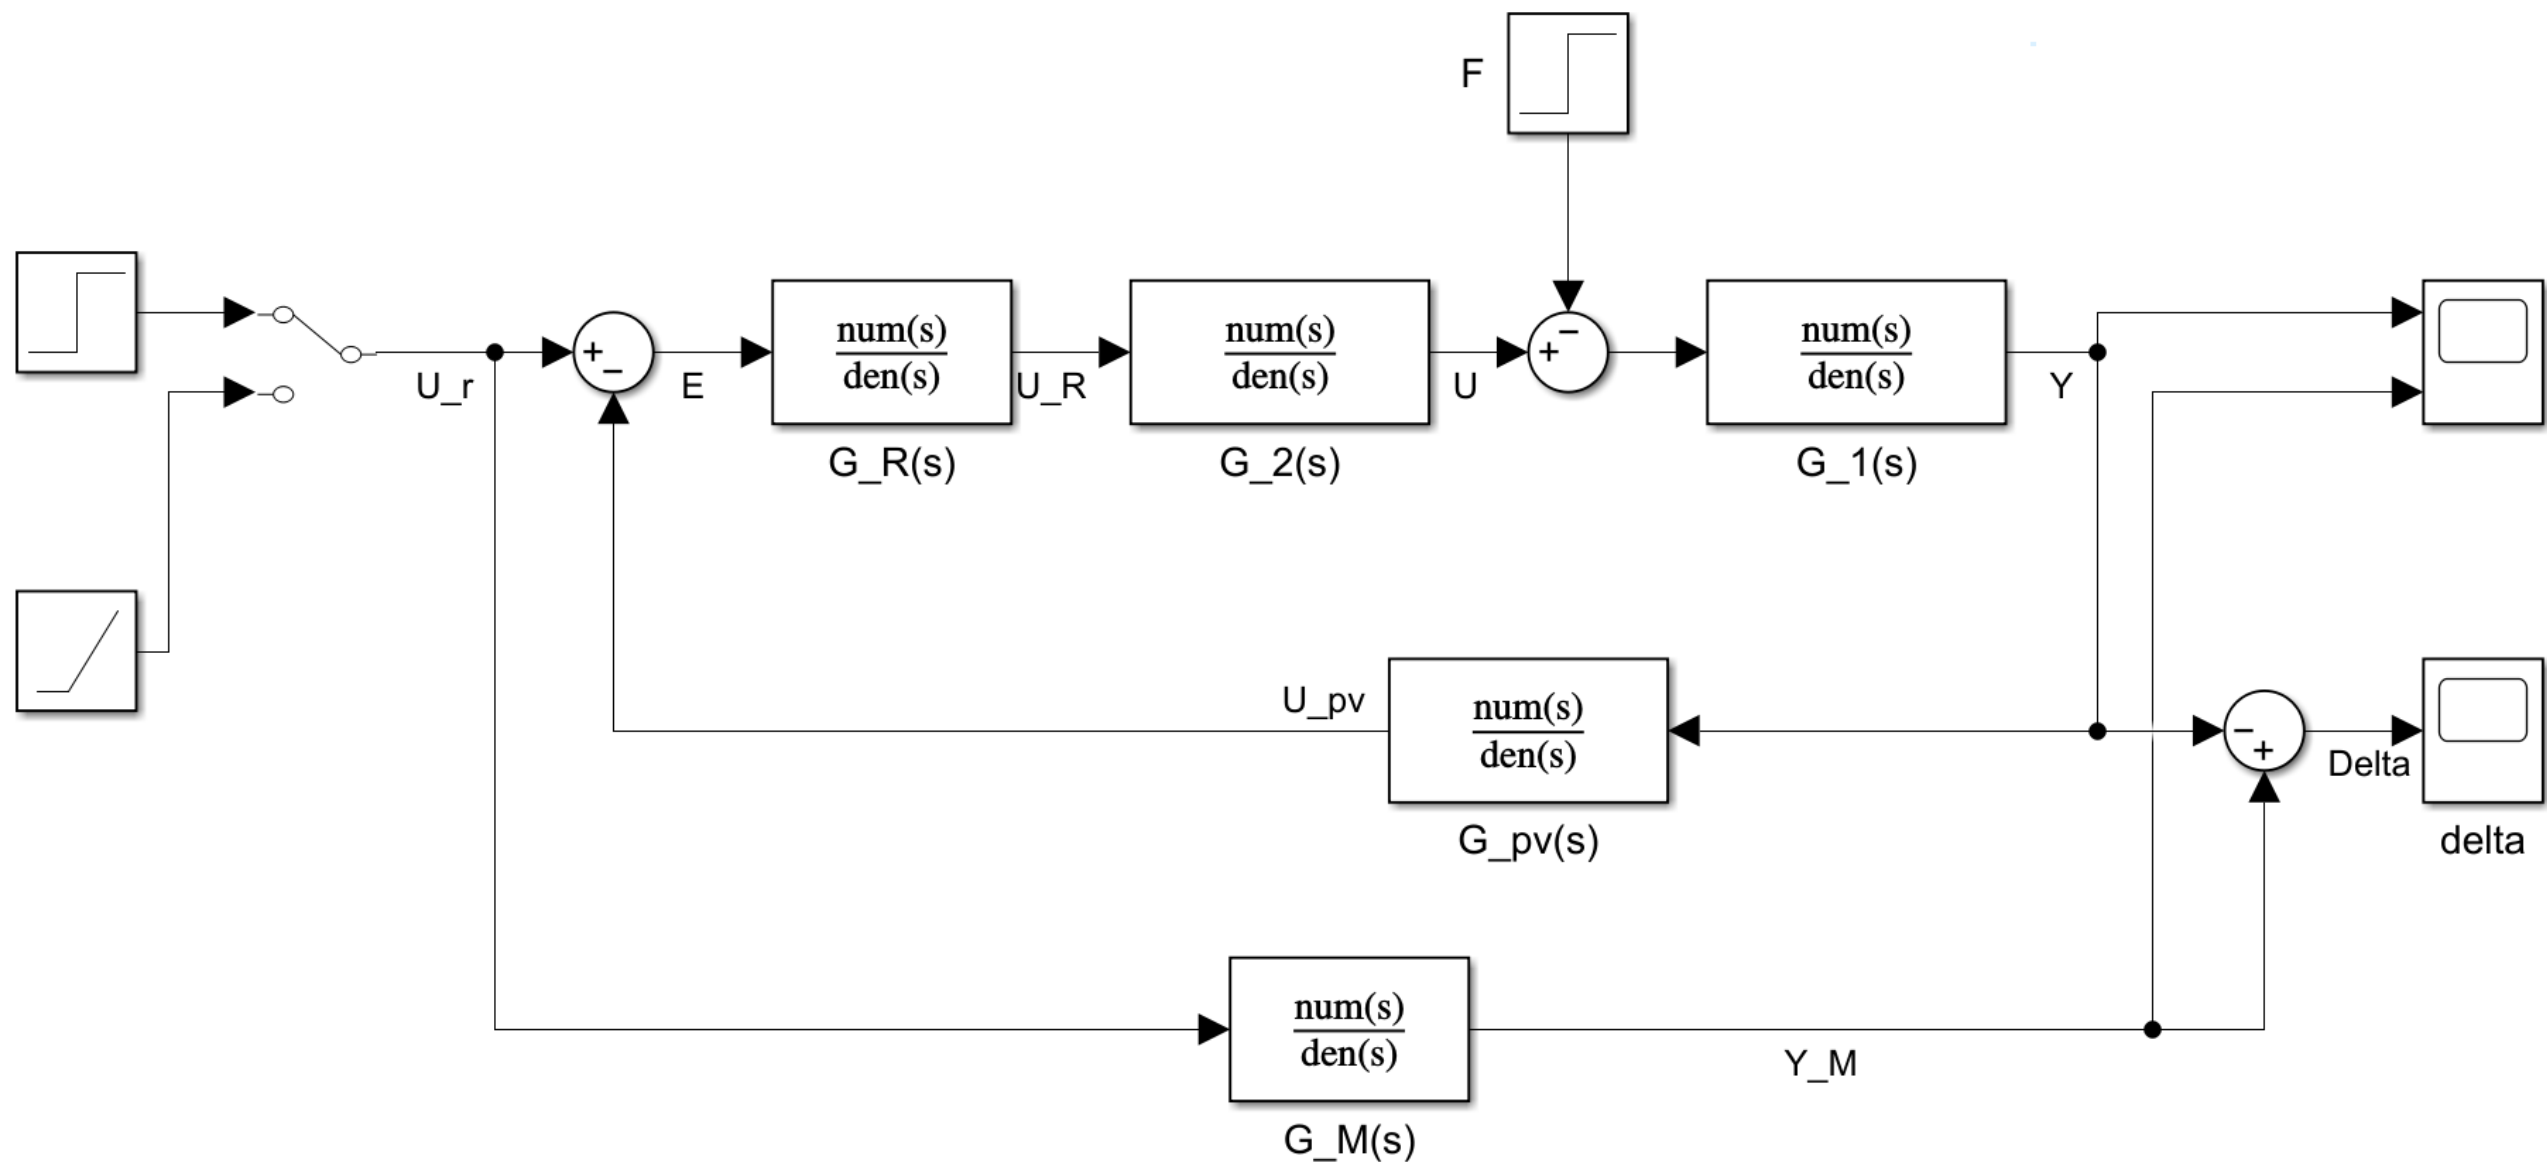 F
U_r
+
−
E
num(s)
den(s)
G_R(s)
U_R
num(s)
den(s)
G_2(s)
U
−
+
num(s)
den(s)
G_1(s)
Y
U_pv
num(s)
den(s)
G_pv(s)
−
+
Delta
delta
num(s)
den(s)
G_M(s)
Y_M